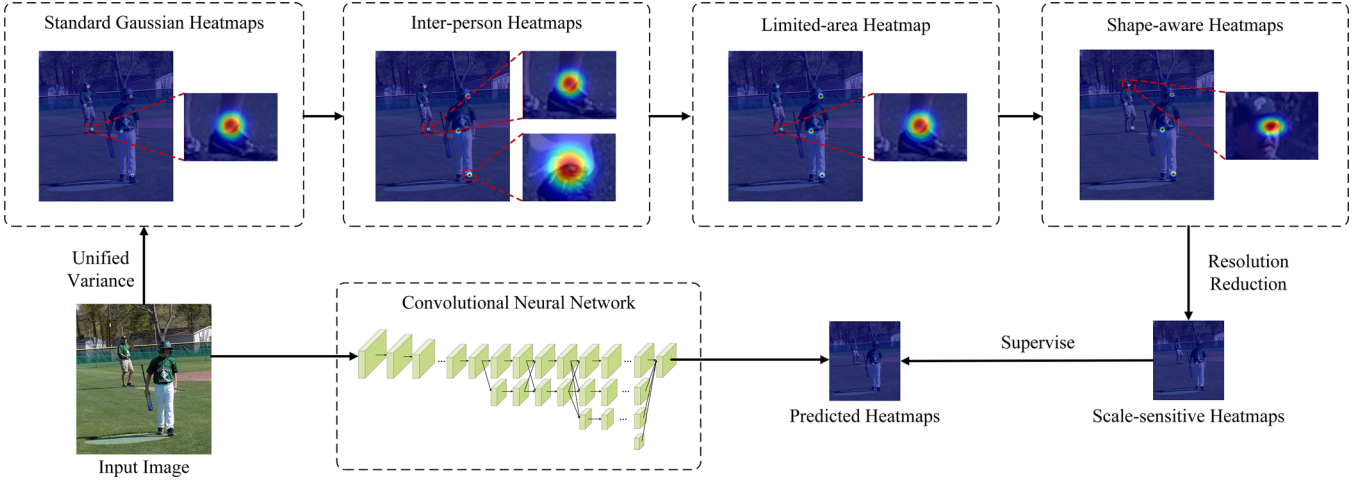 Standard Gaussian Heatmaps
Inter-person Heatmaps
Limited-area Heatmap
Shape-aware Heatmaps
Unified
Variance
Resolution
Reduction
Convolutional Neural Network
...
...
...
...
...
Supervise
Input Image
Predicted Heatmaps
Scale-sensitive Heatmaps